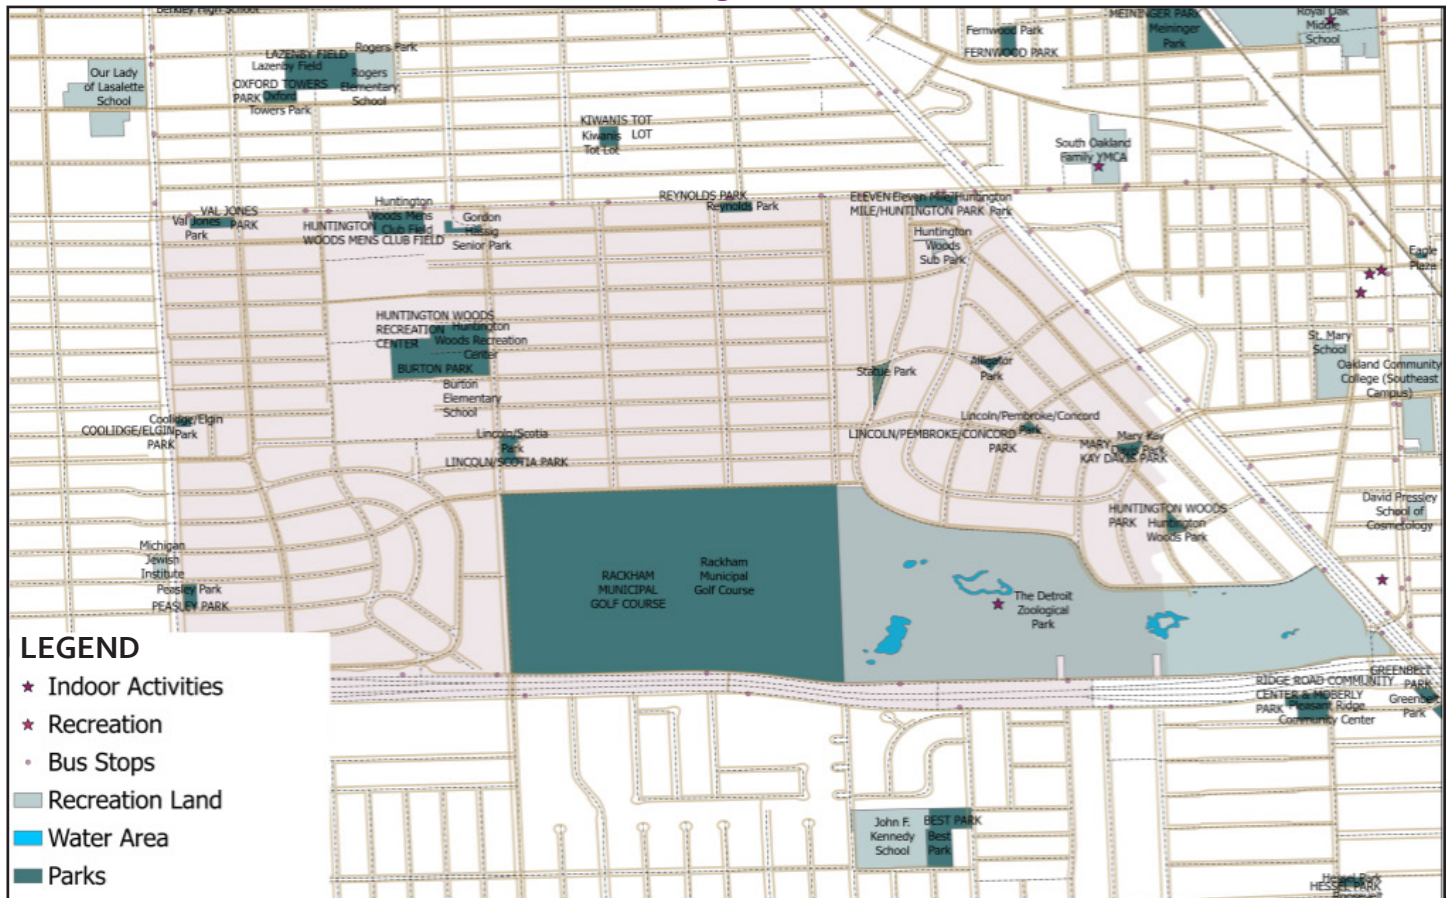 Berkley High School
Our Lady
of Lasalette
School
LAZENBY FIELD
Lazenby Field
Rogers Park
Rogers
Elementary
School
OXFORD TOWERS
PARK
Oxford
Towers Park
KIWANIS TOT
LOT
Kiwanis
Tot Lot
Fernwood Park
FERNWOOD PARK
MEININGER PARK
Meininger
Park
Royal Oak
Middle
School
South Oakland
Family YMCA
VAL JONES
PARK
Val Jones
Park
Huntington
Woods Mens
Club Field
HUNTINGTON
WOODS MENS CLUB FIELD
Gordon
Hassig
Senior Park
REYNOLDS PARK
Reynolds Park
ELEVEN
MILE/HUNTINGTON PARK
Eleven Mile/Huntington
Park
Huntington
Woods
Sub Park
Eagle
Plaza
HUNTINGTON WOODS
RECREATION
CENTER
Huntington
Woods Recreation
Center
BURTON PARK
Burton
Elementary
School
Statue Park
Alligator
Park
St. Mary
School
Oakland Community
College (Southeast
Campus)
Coolidge/Elgin
Park
COOLIDGE/ELGIN
PARK
Lincoln/Scotia
Park
LINCOLN/SCOTIA PARK
Lincoln/Pembroke/Concord
Park
LINCOLN/PEMBROKE/CONCORD
PARK
Mary Kay
Davis Park
MARY
KAY DAVIS PARK
HUNTINGTON WOODS
PARK
Huntington
Woods Park
David Pressley
School of
Cosmetology
Michigan
Jewish
Institute
Peasley Park
PEASLEY PARK
RACKHAM
MUNICIPAL
GOLF COURSE
Rackham
Municipal
Golf Course
The Detroit
Zoological
Park
GREENBELT
PARK
Greenbelt
Park
RIDGE ROAD COMMUNITY
CENTER & MOBERLY
PARK
Pleasant Ridge
Community Center
John F.
Kennedy
School
BEST PARK
Best
Park
Hessel Park
HESSEL PARK
Roosevelt
LEGEND
Indoor Activities
Recreation
Bus Stops
Recreation Land
Water Area
Parks